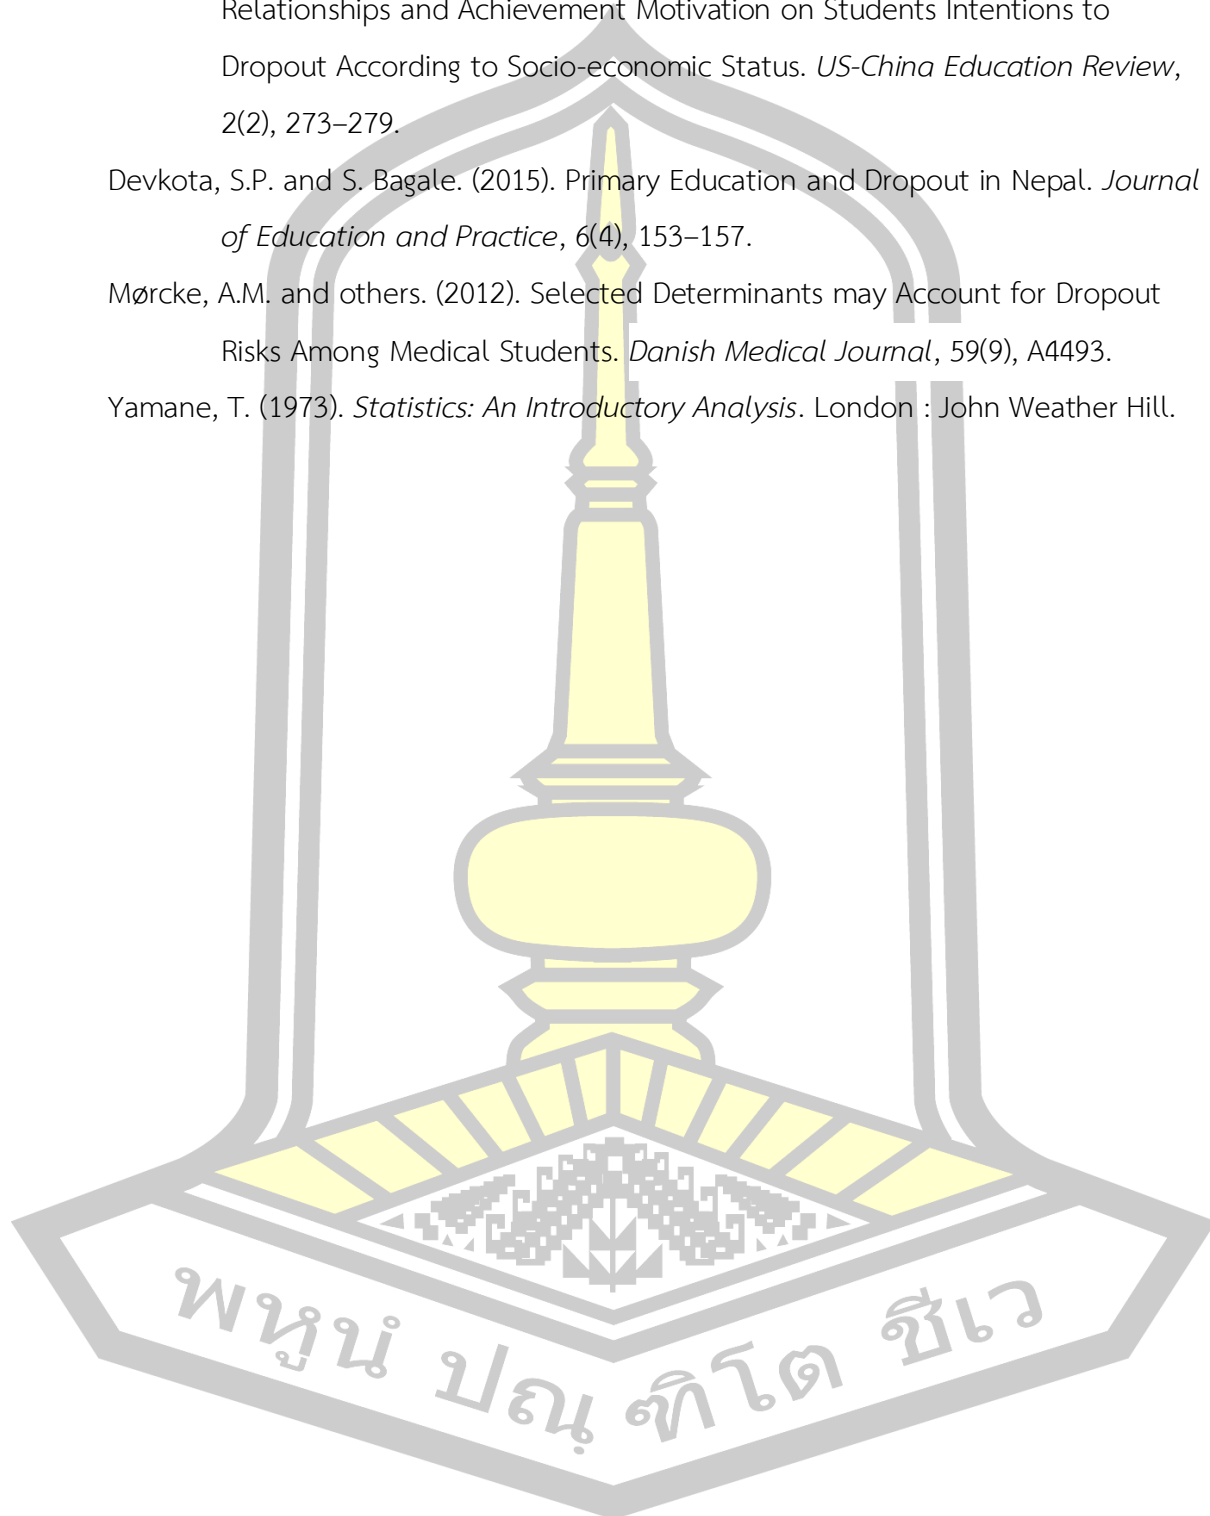 Relationships and Achievement Motivation on Students Intentions to
Dropout According to Socio-economic Status. US-China Education Review,
2(2), 273–279.
Devkota, S.P. and S. Bagale. (2015). Primary Education and Dropout in Nepal. Journal
of Education and Practice, 6(4), 153–157.
Mørcke, A.M. and others. (2012). Selected Determinants may Account for Dropout
Risks Among Medical Students. Danish Medical Journal, 59(9), A4493.
Yamane, T. (1973). Statistics: An Introductory Analysis. London : John Weather Hill.
พหูนํ ปณฺ ฑิโต ชีเว